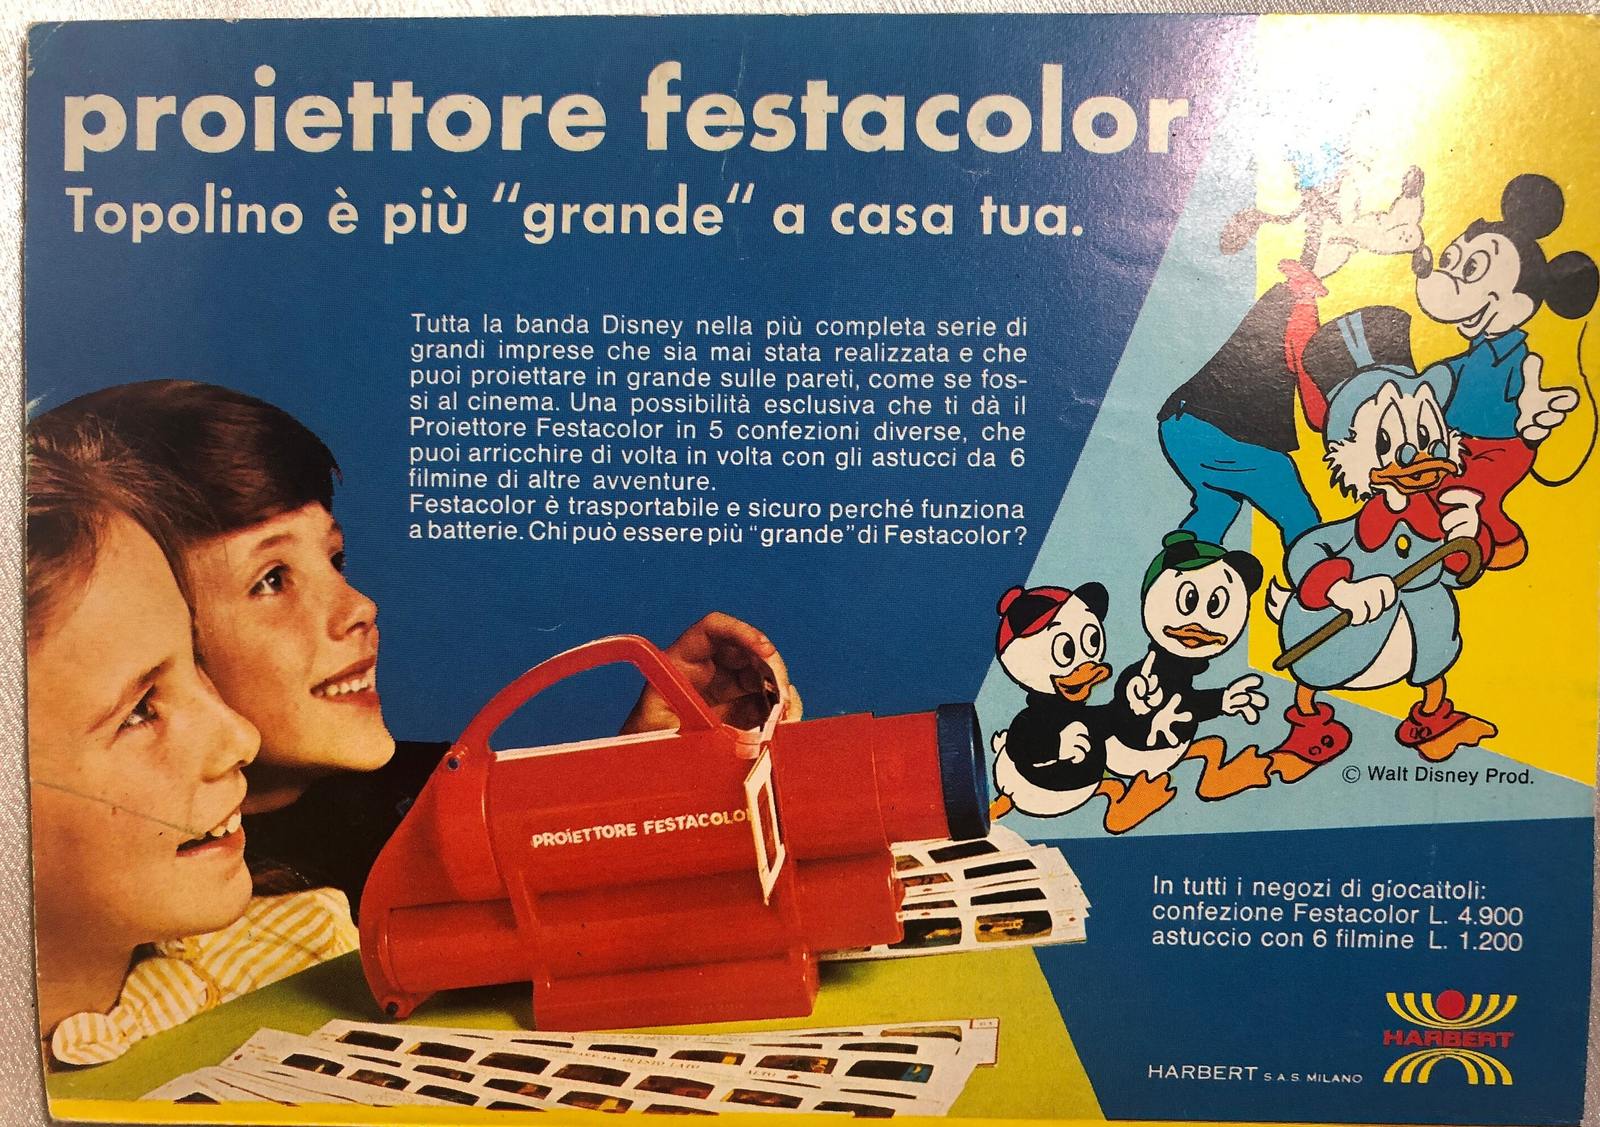 proiettore festacolor
Topolino è più “grande“ a casa tua.
Tutta la banda Disney nella più completa serie di
grandi imprese che sia mai stata realizzata e che
puoi proiettare in grande sulle pareti, come se fos-
si al cinema. Una possibilità esclusiva che ti dà il
Proiettore Festacolor in 5 confezioni diverse, che
puoi arricchire di volta in volta con gli astucci da 6
filmine di altre avventure.
Festacolor è trasportabile e sicuro perché funziona
a batterie. Chi può essere più “grande” di Festacolor?
PROiETTORE FESTACOLOR
© Walt Disney Prod.
In tutti i negozi di giocattoli:
confezione Festacolor L. 4.900
astuccio con 6 filmine L. 1.200
HARBERT
HARBERT S.A.S. MILANO